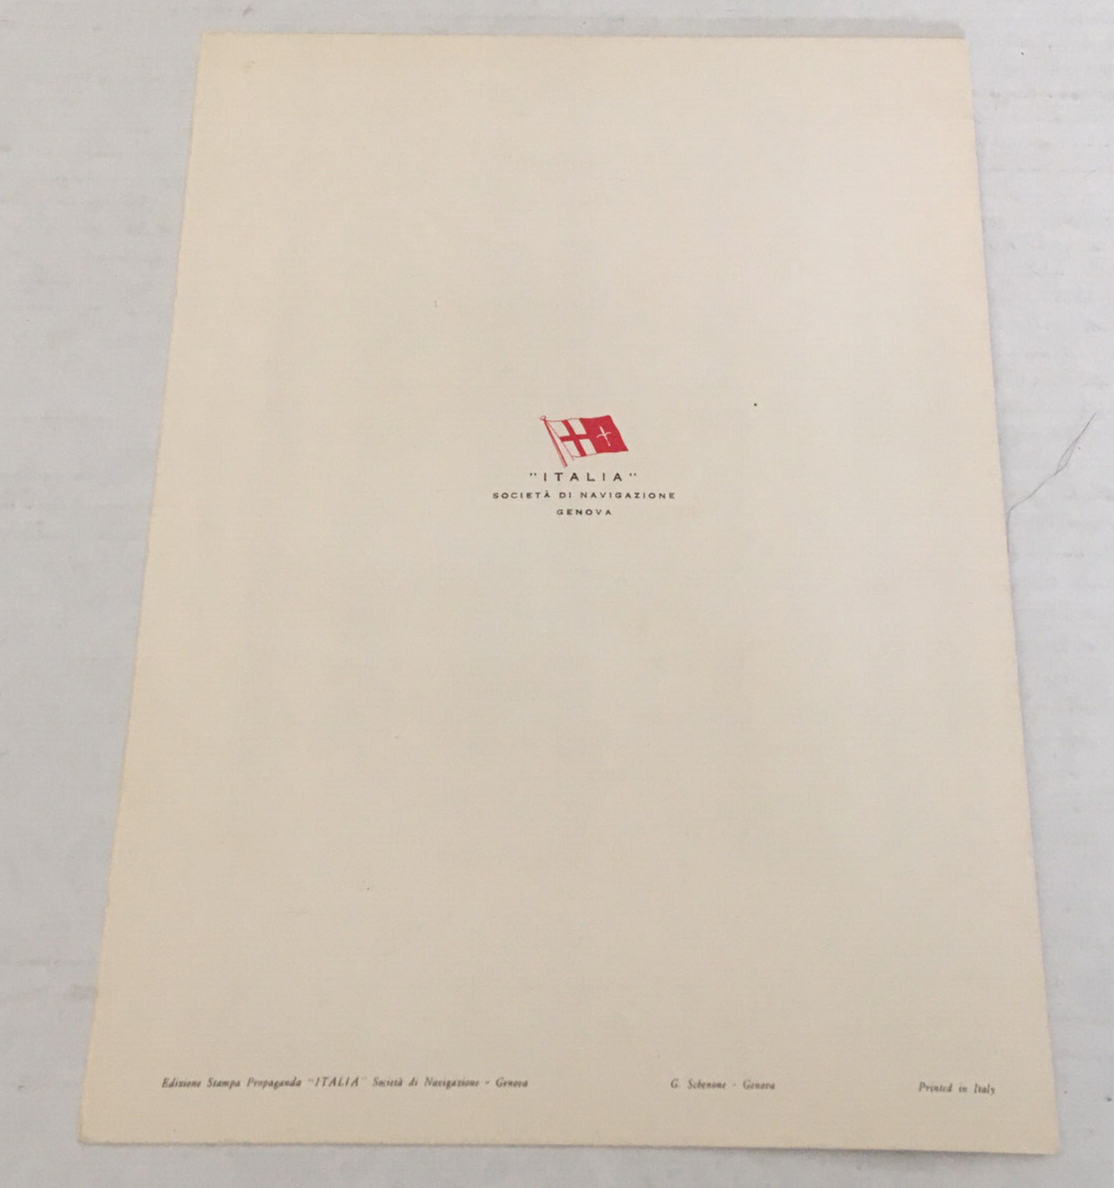 "ITALIA"
SOCIETÀ DI NAVIGAZIONE
GENOVA
Edizione Stampa Propaganda "ITALIA" Società di Navigazione - Genova G. Schenone - Genova Printed in Italy